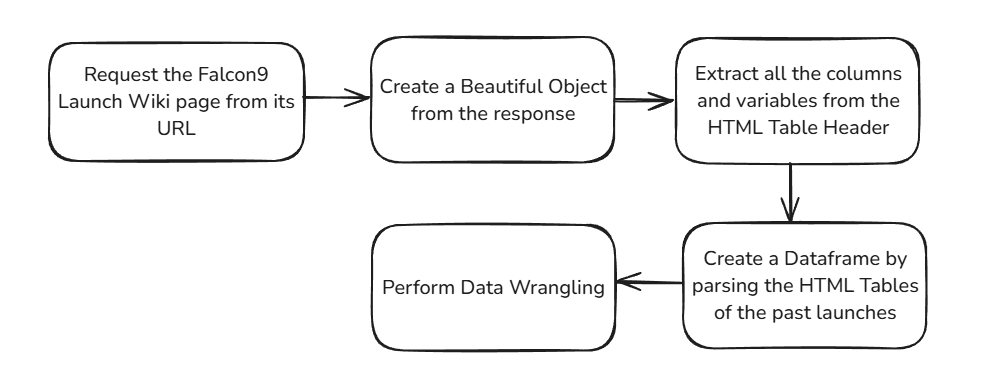 Request the Falcon9
Launch Wiki page from its
URL
Create a Beautiful Object
from the response
Extract all the columns
and variables from the
HTML Table Header
Create a Dataframe by
parsing the HTML Tables
of the past launches
Perform Data Wrangling